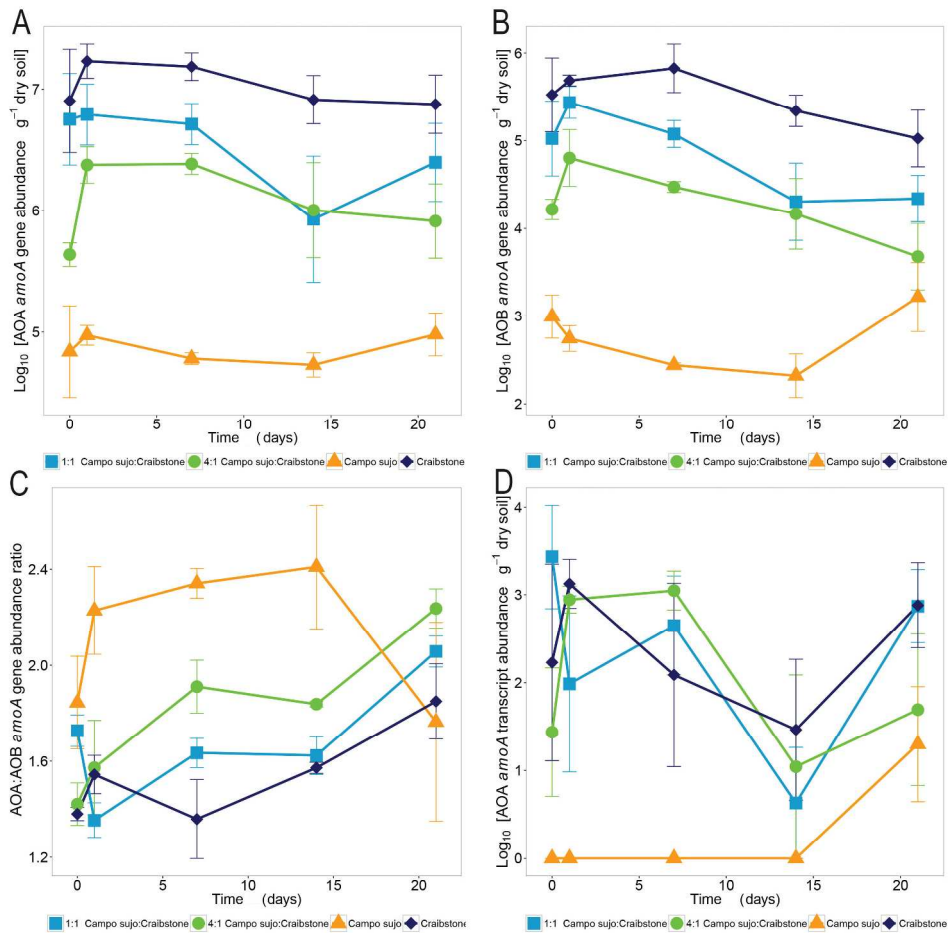 A
Log₁₀ [AOA amoA gene abundance g⁻¹ dry soil]
7
6
5
0 5 10 15 20
Time (days)
1:1 Campo sujo:Craibstone 4:1 Campo sujo:Craibstone Campo sujo Craibstone
B
Log₁₀ [AOB amoA gene abundance g⁻¹ dry soil]
6
5
4
3
2
0 5 10 15 20
Time (days)
1:1 Campo sujo:Craibstone 4:1 Campo sujo:Craibstone Campo sujo Craibstone
C
AOA:AOB amoA gene abundance ratio
2.4
2.0
1.6
1.2
0 5 10 15 20
Time (days)
1:1 Campo sujo:Craibstone 4:1 Campo sujo:Craibstone Campo sujo Craibstone
D
Log₁₀ [AOA amoA transcript abundance g⁻¹ dry soil]
4
3
2
1
0
0 5 10 15 20
Time (days)
1:1 Campo sujo:Craibstone 4:1 Campo sujo:Craibstone Campo sujo Craibstone